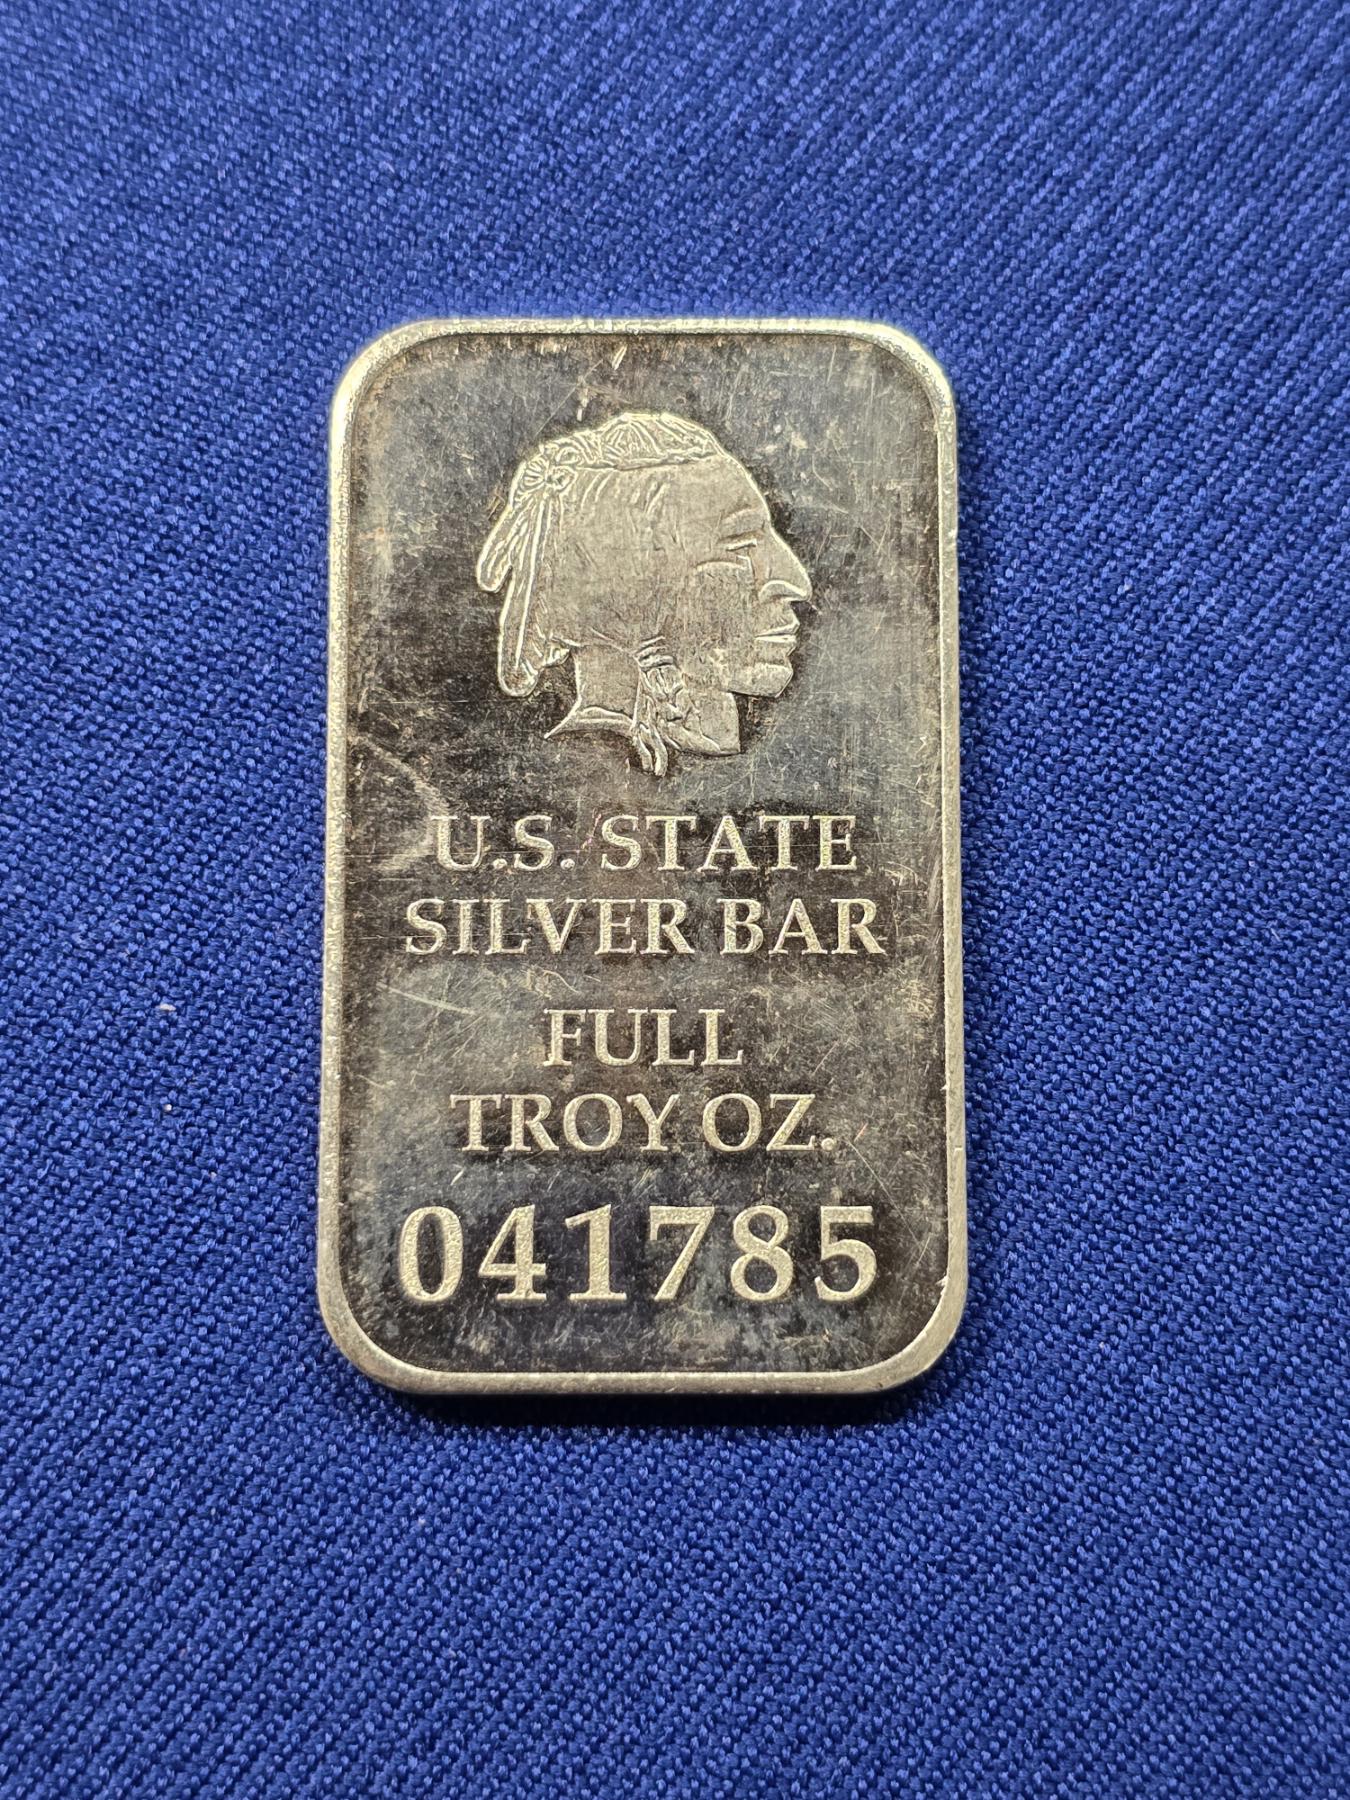 U.S. STATE
SILVER BAR
FULL
TROY OZ.
041785